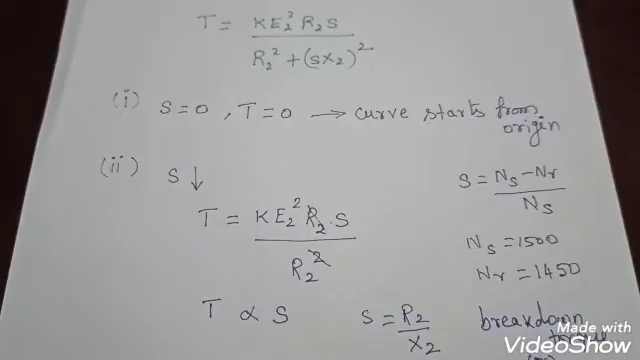 T = KE₂² R₂ S / R₂² + (SX₂)²
(i) S=0, T=0 → curve starts from origin
(ii) S↓
S = Ns-Nr / Ns
T = KE₂² R₂ . S / R₂²
Ns = 1500
Nr = 1450
T ∝ S
S = R₂ / X₂
breakdown
torque
Made with
VideoShow